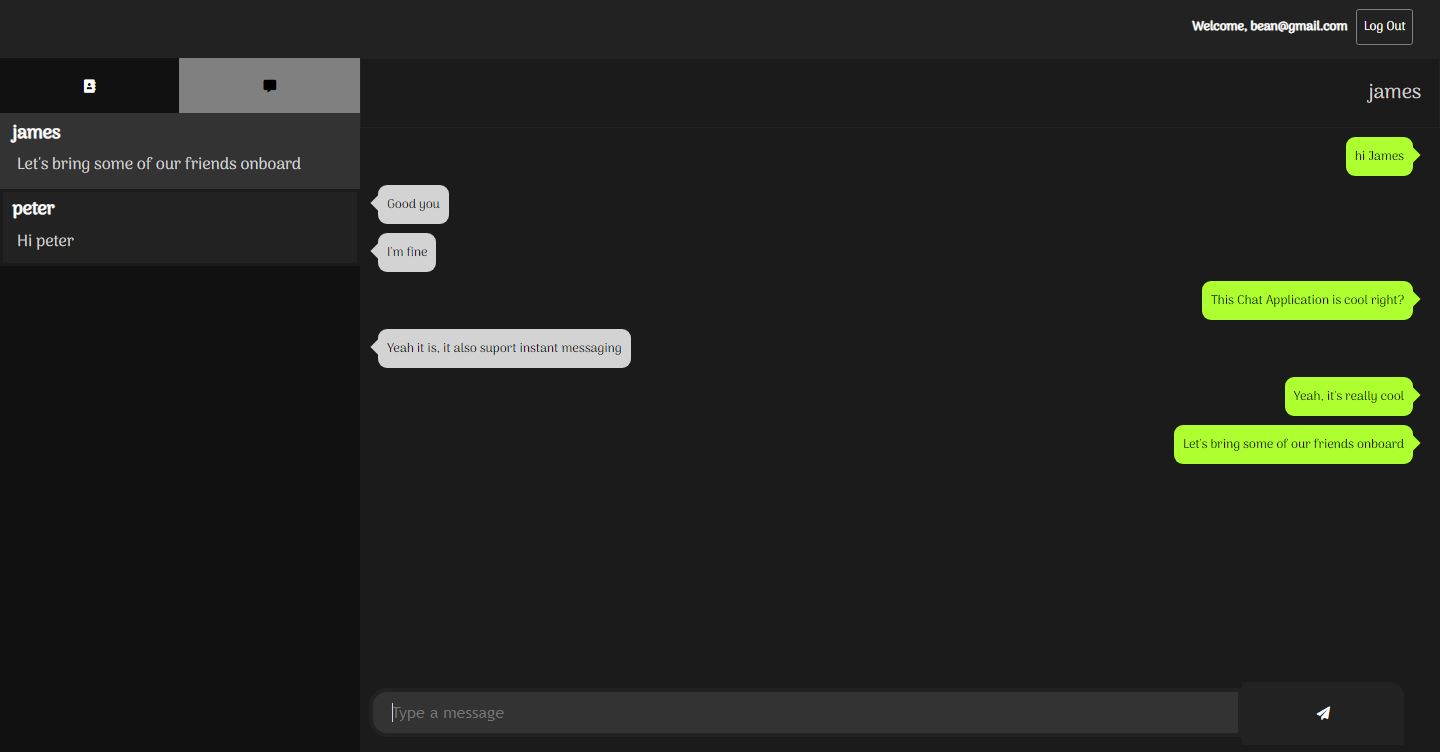 Welcome, bean@gmail.com Log Out
james
Let's bring some of our friends onboard
peter
Hi peter
james
hi James
Good you
I'm fine
This Chat Application is cool right?
Yeah it is, it also suport instant messaging
Yeah, it's really cool
Let's bring some of our friends onboard
Type a message